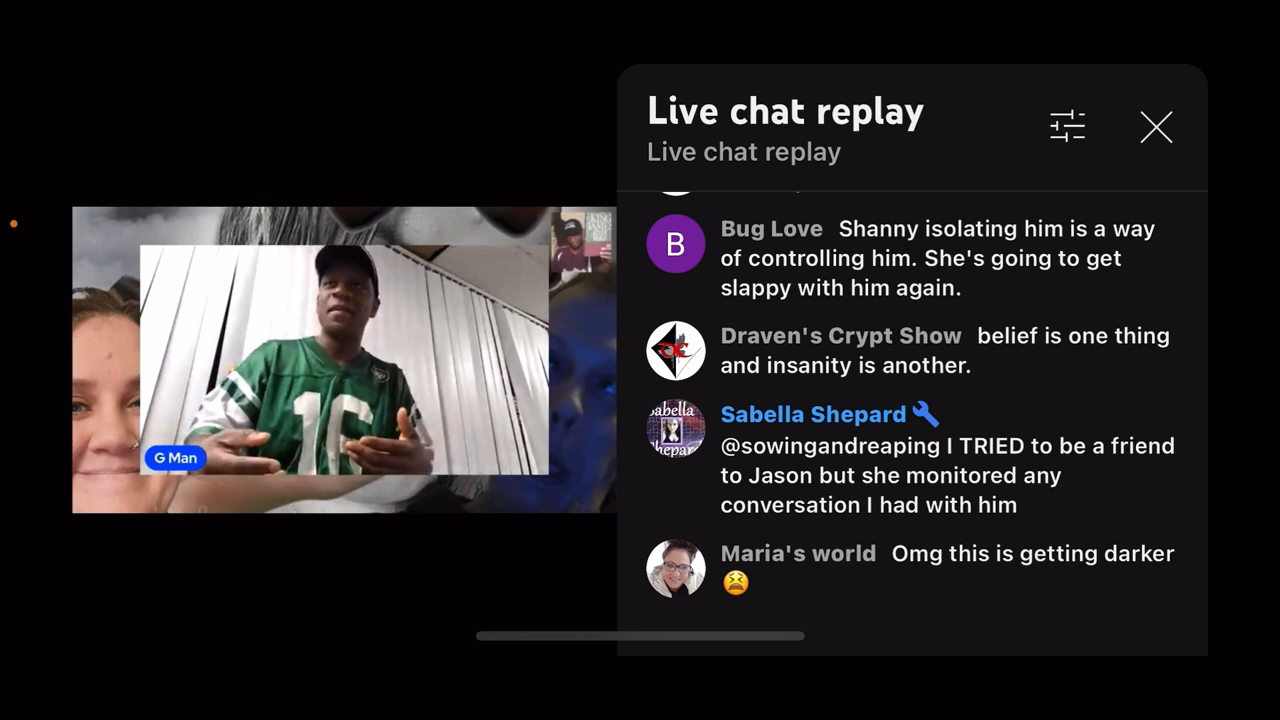 Live chat replay
Live chat replay
KING
JAMES
G Man
16
B
Bug Love Shanny isolating him is a way
of controlling him. She's going to get
slappy with him again.
Draven's Crypt Show belief is one thing
and insanity is another.
Sabella Shepard
@sowingandreaping I TRIED to be a friend
to Jason but she monitored any
conversation I had with him
Maria's world Omg this is getting darker
😫